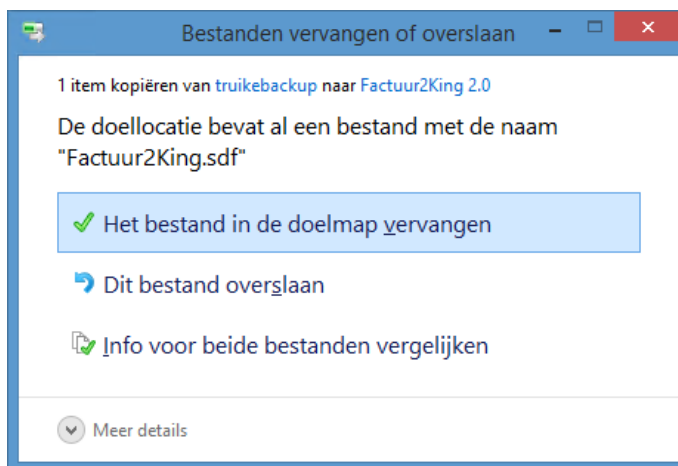 Bestanden vervangen of overslaan
1 item kopiëren van truikebackup naar Factuur2King 2.0
De doellocatie bevat al een bestand met de naam
"Factuur2King.sdf"
Het bestand in de doelmap vervangen
Dit bestand overslaan
Info voor beide bestanden vergelijken
Meer details